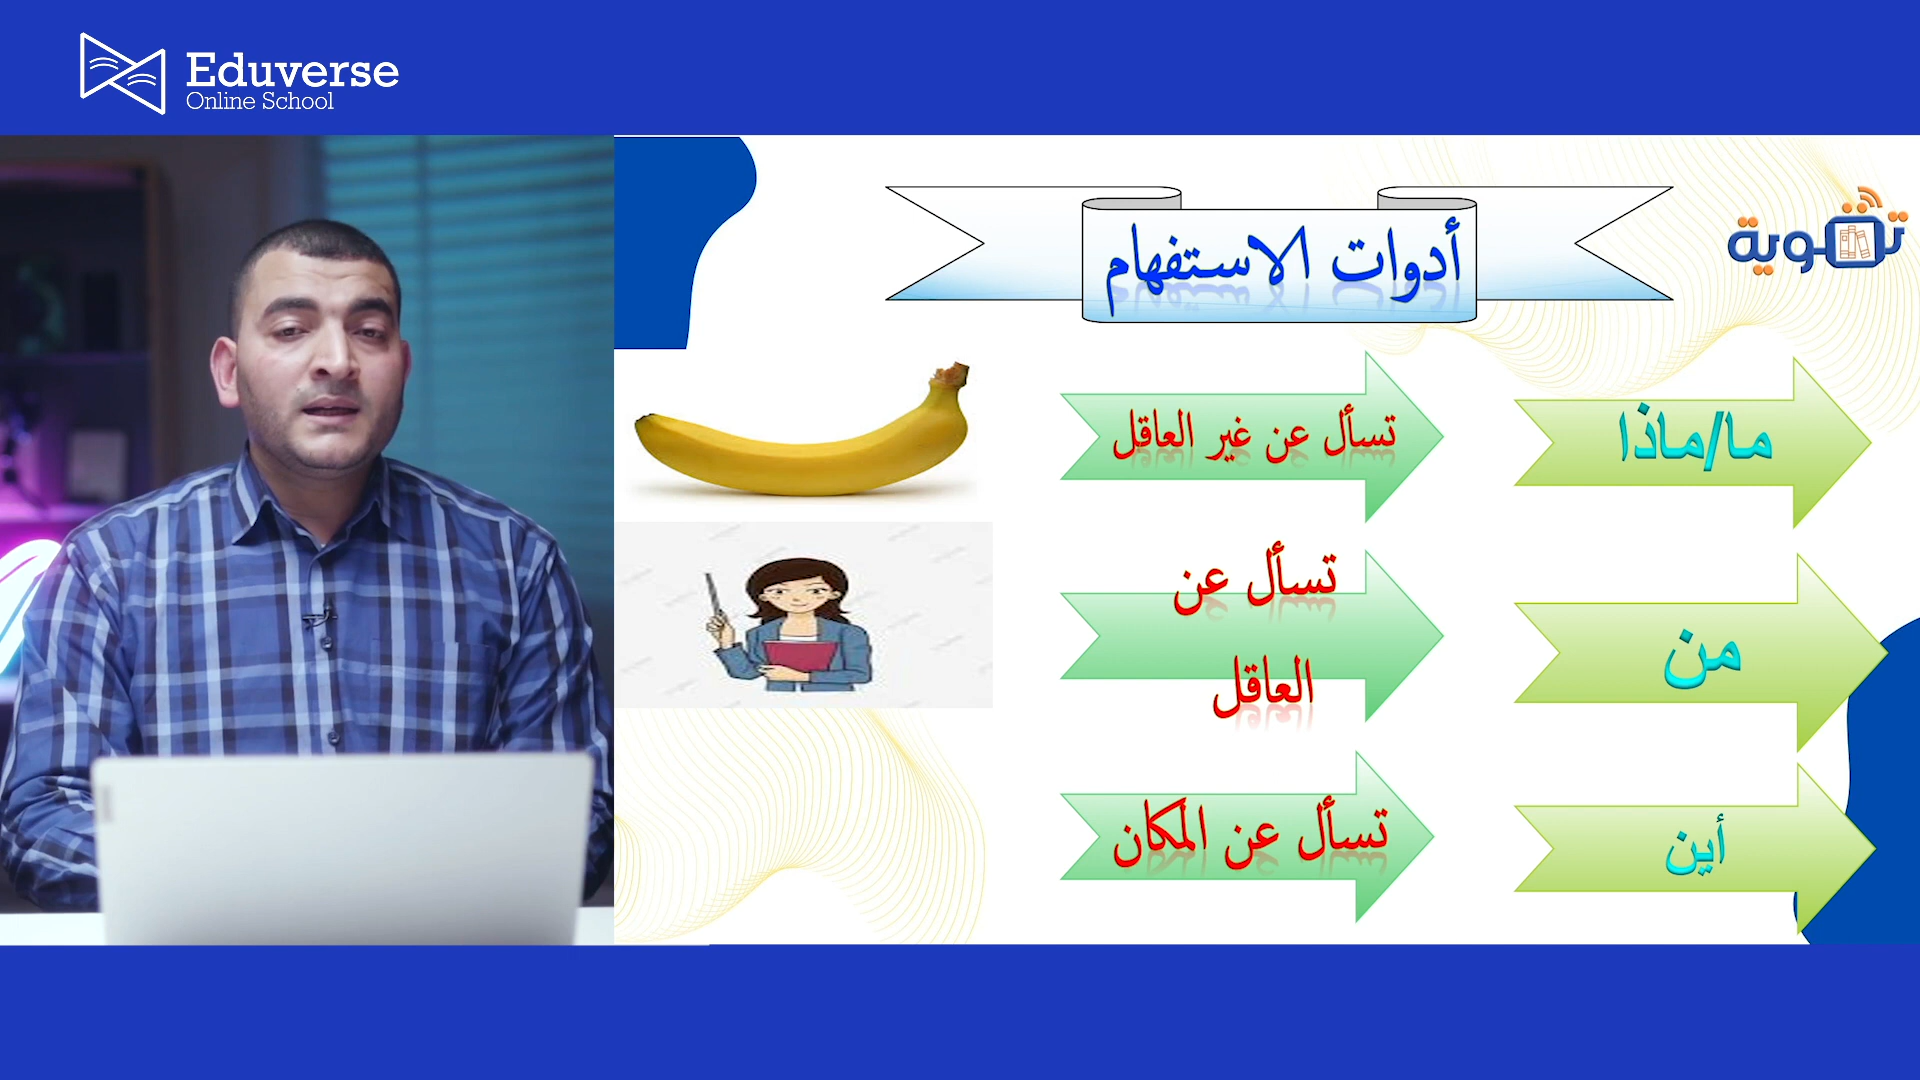 Eduverse
Online School
تقوية
أدوات الاستفهام
ما/ماذا
تسأل عن غير العاقل
من
تسأل عن
العاقل
أين
تسأل عن المكان